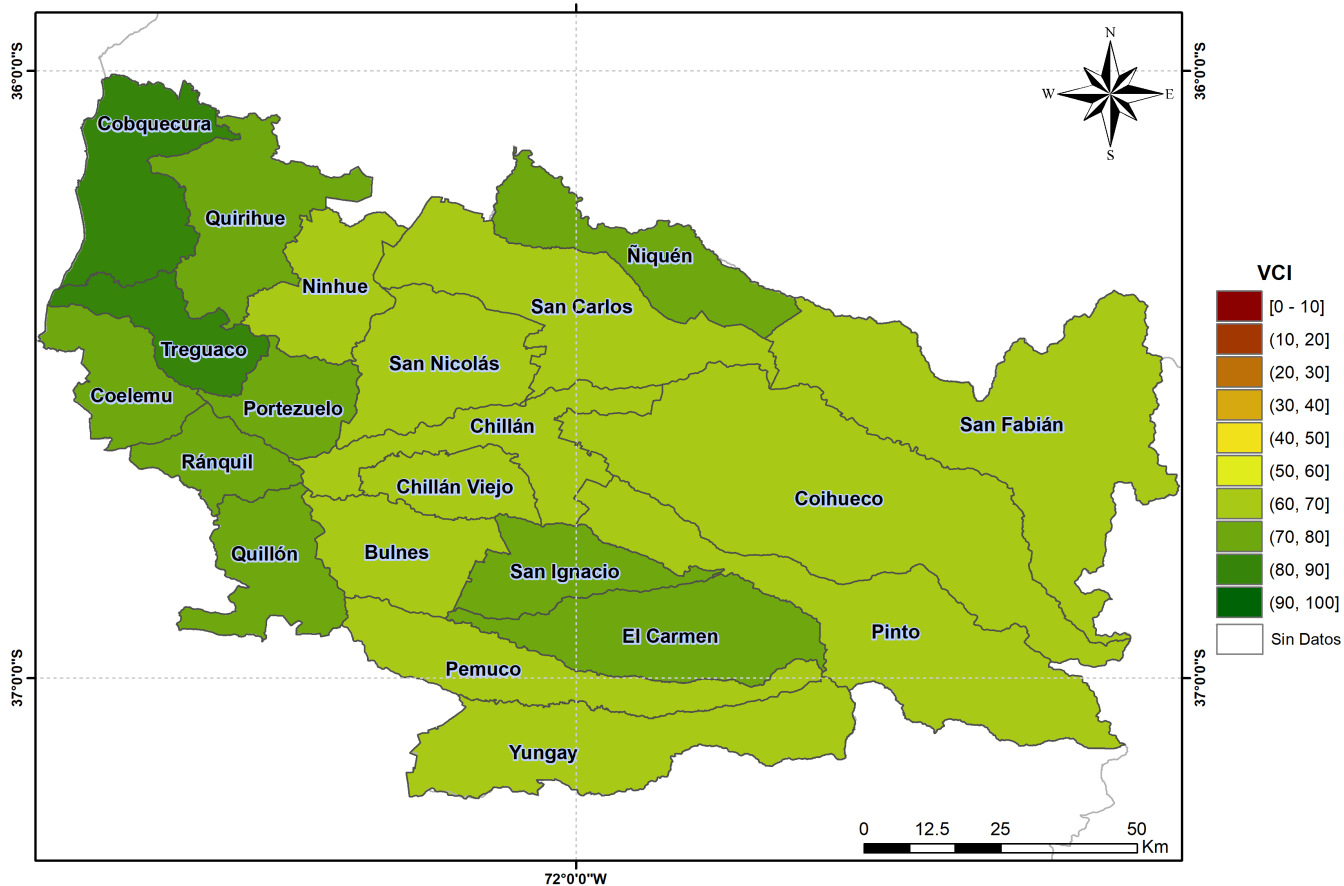 36°0'0"S
36°0'0"S
N
W
E
S
Cobquecura
Quirihue
Ñiquén
Ninhue
San Carlos
Treguaco
San Nicolás
Coelemu
Portezuelo
Chillán
San Fabián
Ránquil
Chillán Viejo
Coihueco
Quillón
Bulnes
San Ignacio
El Carmen
Pinto
Pemuco
Yungay
37°0'0"S
37°0'0"S
VCI
[0 - 10]
(10, 20]
(20, 30]
(30, 40]
(40, 50]
(50, 60]
(60, 70]
(70, 80]
(80, 90]
(90, 100]
Sin Datos
0 12.5 25 50
Km
72°0'0"W